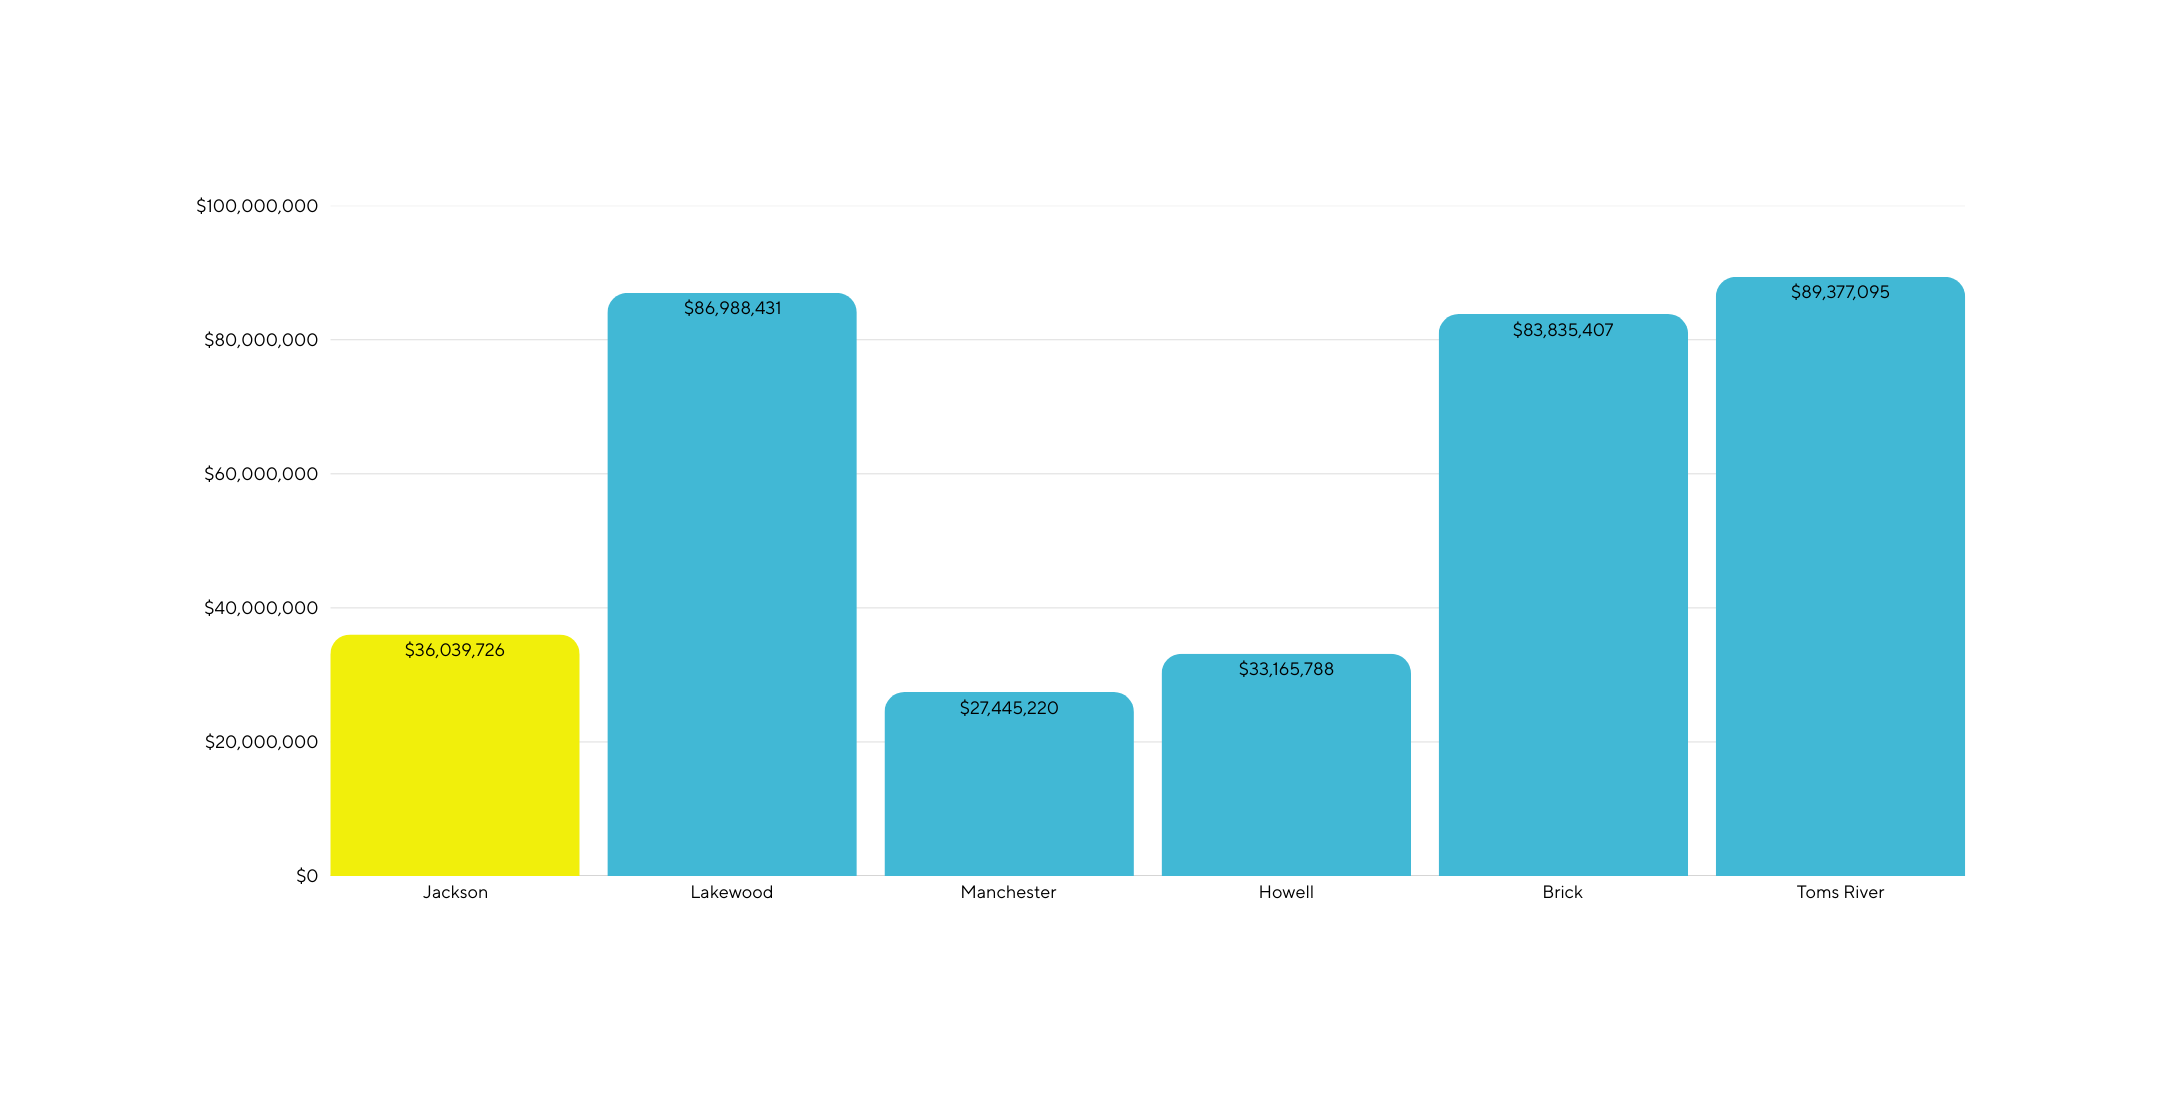 $100,000,000
$80,000,000
$60,000,000
$40,000,000
$20,000,000
$0
$36,039,726
$86,988,431
$27,445,220
$33,165,788
$83,835,407
$89,377,095
Jackson
Lakewood
Manchester
Howell
Brick
Toms River